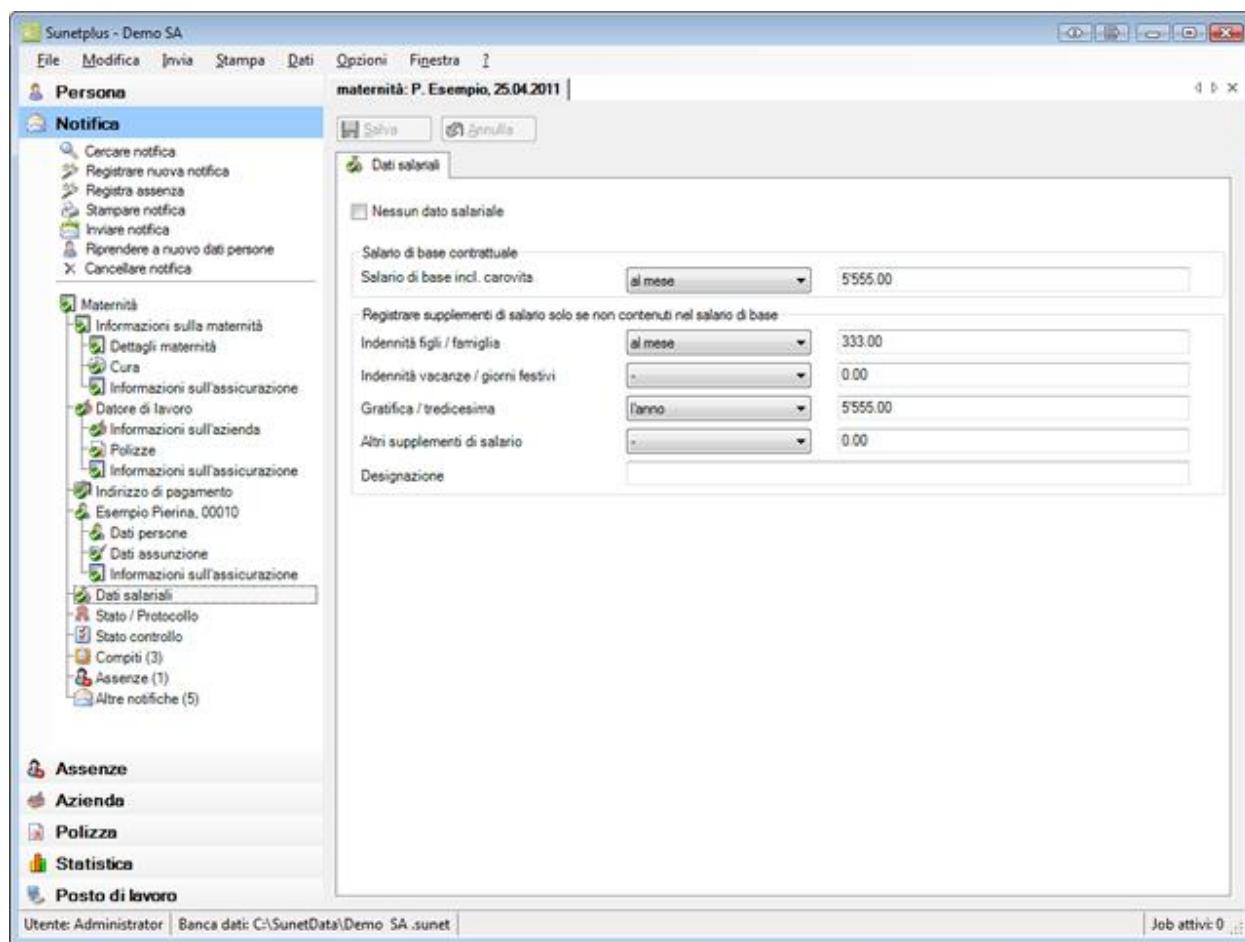 Sunetplus - Demo SA
File Modifica Invia Stampa Dati Opzioni Finestra ?
Persona
Notifica
Cercare notifica
Registrare nuova notifica
Registra assenza
Stampare notifica
Inviare notifica
Riprendere a nuovo dati persone
Cancellare notifica
Maternità
Informazioni sulla maternità
Dettagli maternità
Cura
Informazioni sull'assicurazione
Datore di lavoro
Informazioni sull'azienda
Polizze
Informazioni sull'assicurazione
Indirizzo di pagamento
Esempio Pierina, 00010
Dati persone
Dati assunzione
Informazioni sull'assicurazione
Dati salariali
Stato / Protocollo
Stato controllo
Compiti (3)
Assenze (1)
Altre notifiche (5)
Assenze
Azienda
Polizza
Statistica
Posto di lavoro
maternità: P. Esempio, 25.04.2011
Salva Annulla
Dati salariali
Nessun dato salariale
Salario di base contrattuale
Salario di base incl. carovita al mese 5'555.00
Registrare supplementi di salario solo se non contenuti nel salario di base
Indennità figli / famiglia al mese 333.00
Indennità vacanze / giorni festivi - 0.00
Gratifica / tredicesima l'anno 5'555.00
Altri supplementi di salario - 0.00
Designazione
Utente: Administrator Banca dati: C:\SunetData\Demo SA .sunet Job attivi: 0